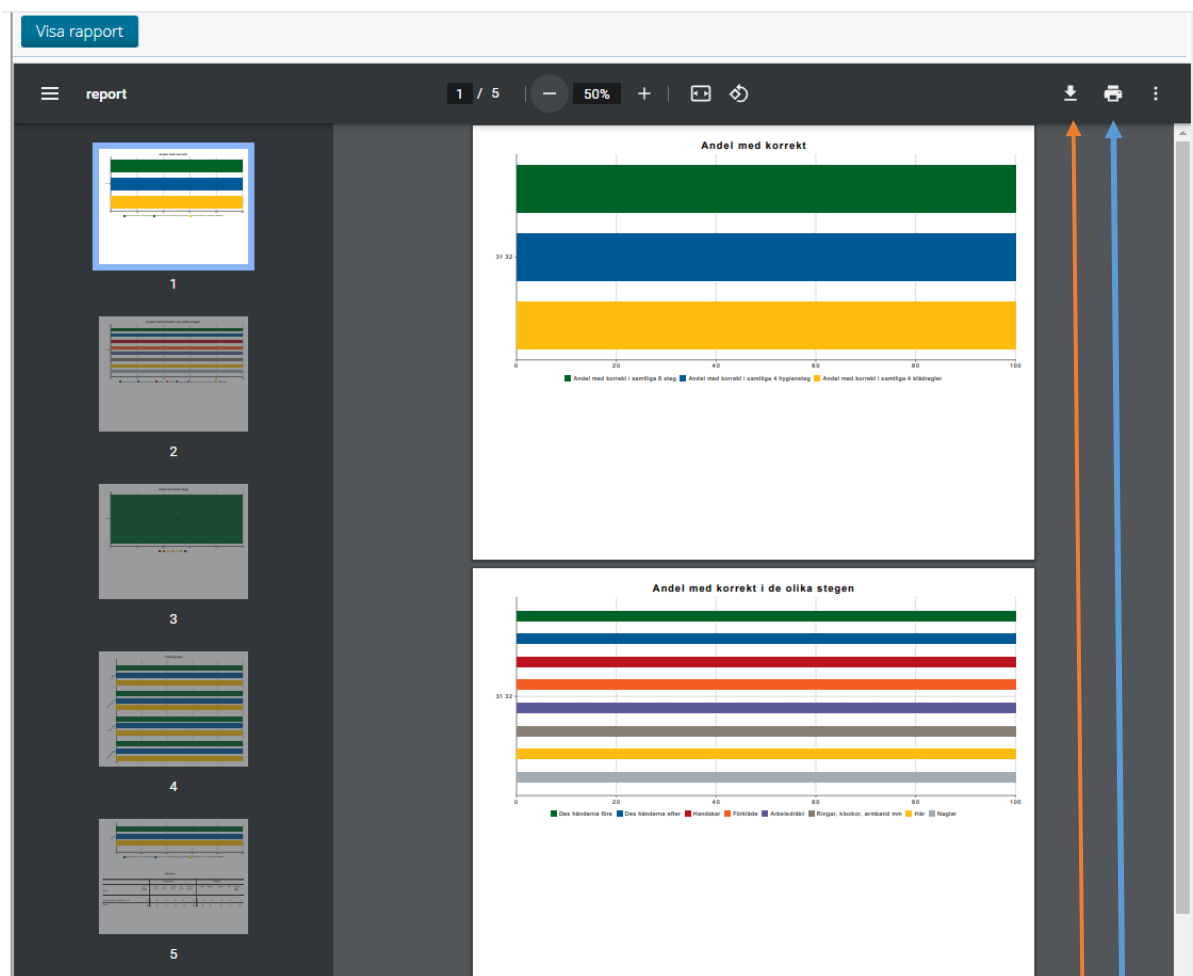 Visa rapport
report
1 / 5
50%
1
2
3
4
5
Andel med korrekt
31 32
0 20 40 60 80 100
Andel med korrekt i samtliga 8 steg Andel med korrekt i samtliga 4 hygiensteg Andel med korrekt i samtliga 4 klädregler
Andel med korrekt i de olika stegen
31 32
0 20 40 60 80 100
Des händerna före Des händerna efter Handskar Förkläde Arbetsdräkt Ringar, klockor, armband mm Hår Naglar